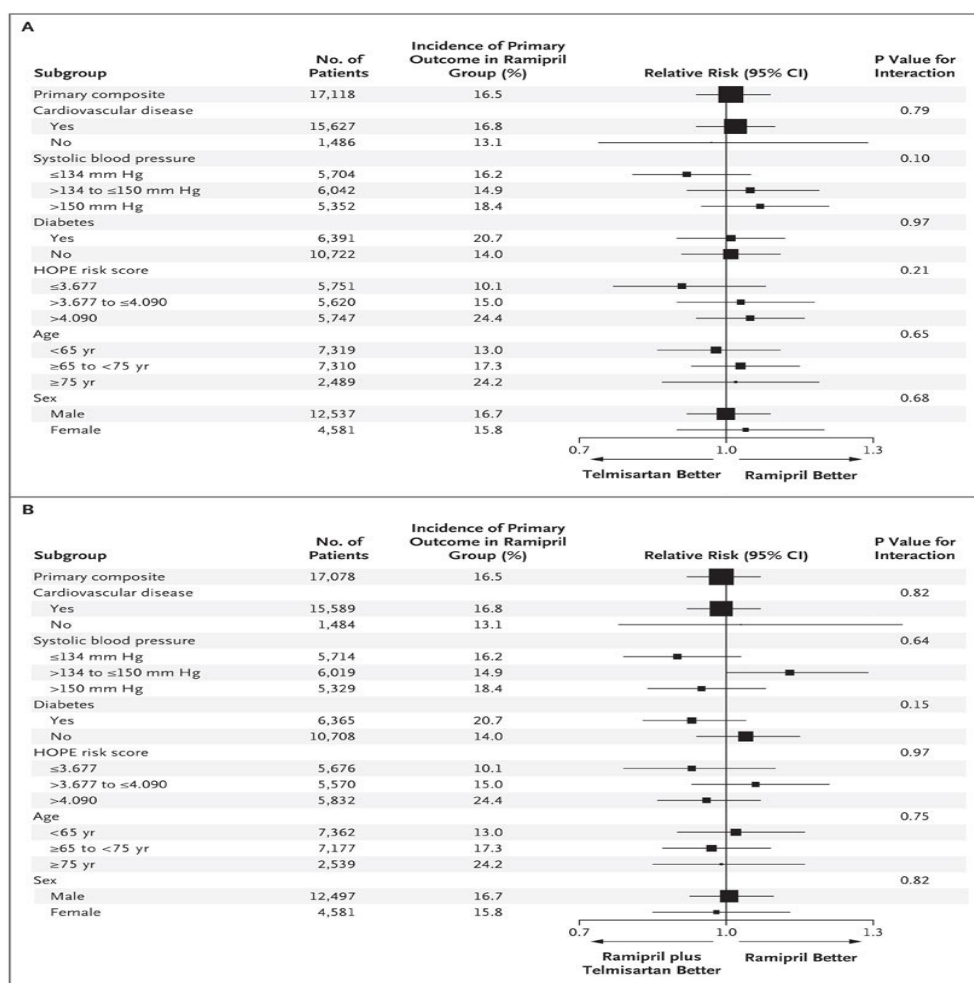 A
Subgroup No. of Patients Incidence of Primary Outcome in Ramipril Group (%) Relative Risk (95% CI) P Value for Interaction
Primary composite 17,118 16.5
Cardiovascular disease 0.79
Yes 15,627 16.8
No 1,486 13.1
Systolic blood pressure 0.10
≤134 mm Hg 5,704 16.2
>134 to ≤150 mm Hg 6,042 14.9
>150 mm Hg 5,352 18.4
Diabetes 0.97
Yes 6,391 20.7
No 10,722 14.0
HOPE risk score 0.21
≤3.677 5,751 10.1
>3.677 to ≤4.090 5,620 15.0
>4.090 5,747 24.4
Age 0.65
<65 yr 7,319 13.0
≥65 to <75 yr 7,310 17.3
≥75 yr 2,489 24.2
Sex 0.68
Male 12,537 16.7
Female 4,581 15.8
0.7 1.0 1.3
Telmisartan Better Ramipril Better
B
Subgroup No. of Patients Incidence of Primary Outcome in Ramipril Group (%) Relative Risk (95% CI) P Value for Interaction
Primary composite 17,078 16.5
Cardiovascular disease 0.82
Yes 15,589 16.8
No 1,484 13.1
Systolic blood pressure 0.64
≤134 mm Hg 5,714 16.2
>134 to ≤150 mm Hg 6,019 14.9
>150 mm Hg 5,329 18.4
Diabetes 0.15
Yes 6,365 20.7
No 10,708 14.0
HOPE risk score 0.97
≤3.677 5,676 10.1
>3.677 to ≤4.090 5,570 15.0
>4.090 5,832 24.4
Age 0.75
<65 yr 7,362 13.0
≥65 to <75 yr 7,177 17.3
≥75 yr 2,539 24.2
Sex 0.82
Male 12,497 16.7
Female 4,581 15.8
0.7 1.0 1.3
Ramipril plus
Telmisartan Better Ramipril Better